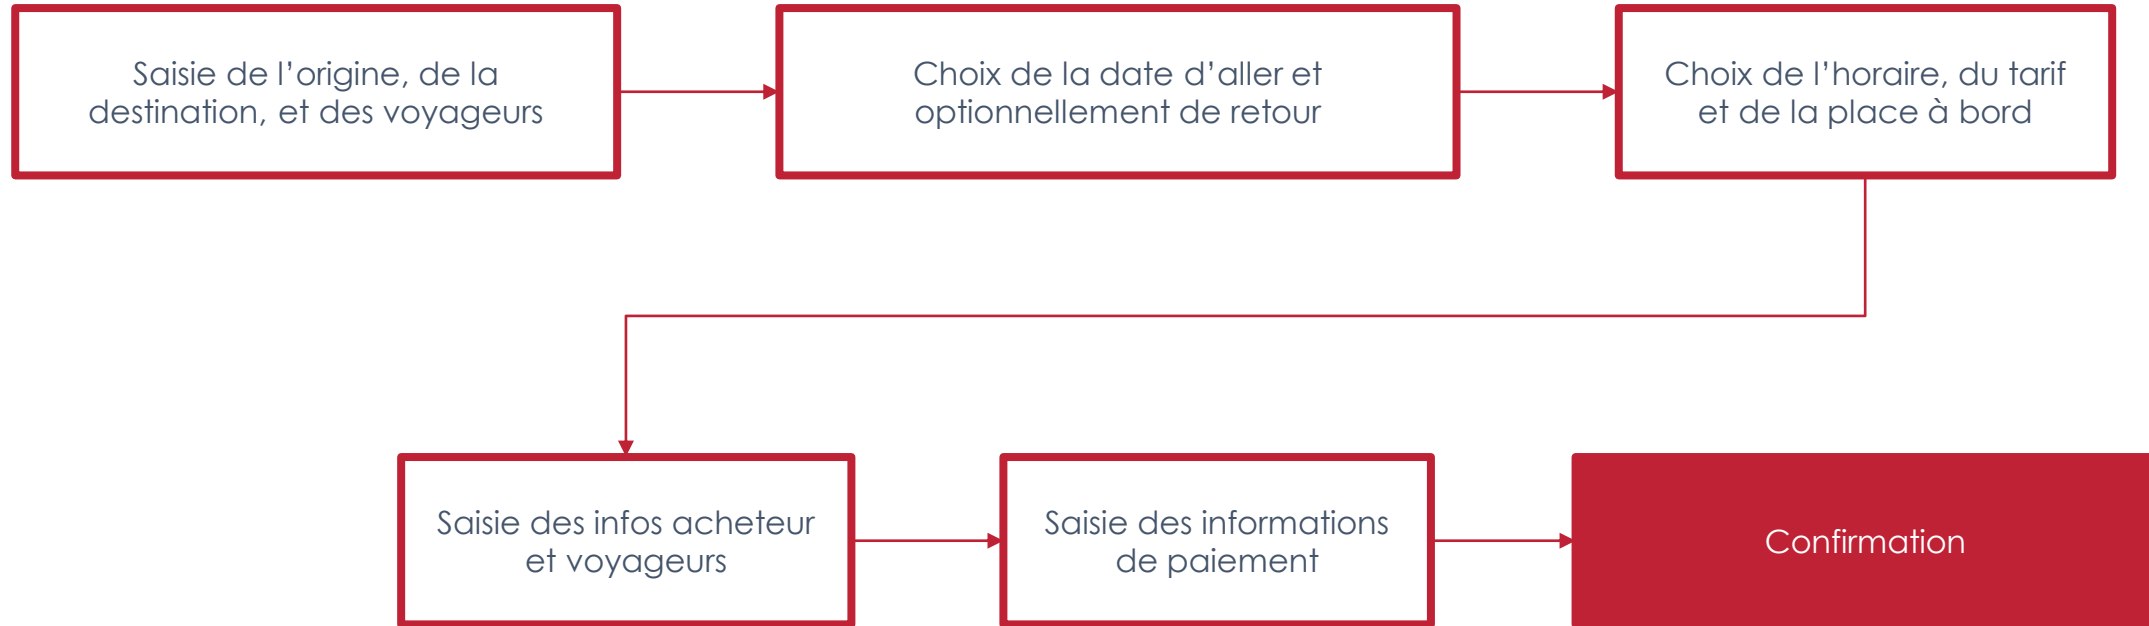 Saisie de l’origine, de la
destination, et des voyageurs
Choix de la date d’aller et
optionnellement de retour
Choix de l’horaire, du tarif
et de la place à bord
Saisie des infos acheteur
et voyageurs
Saisie des informations
de paiement
Confirmation